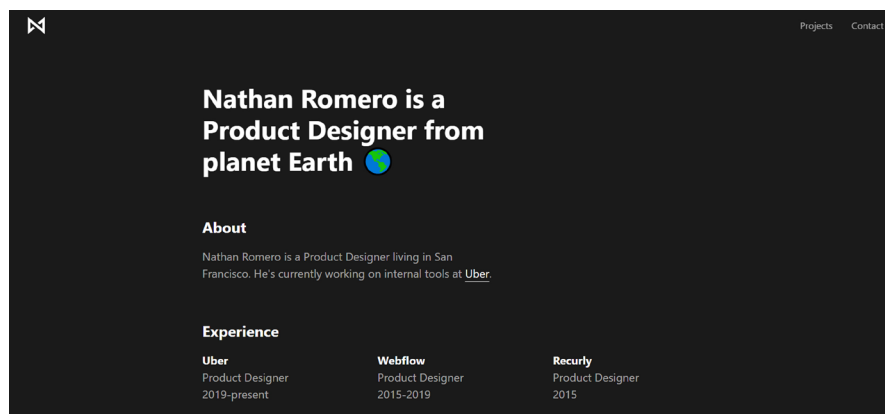 Projects Contact
Nathan Romero is a
Product Designer from
planet Earth 🌎
About
Nathan Romero is a Product Designer living in San
Francisco. He's currently working on internal tools at Uber.
Experience
Uber Webflow Recurly
Product Designer Product Designer Product Designer
2019-present 2015-2019 2015